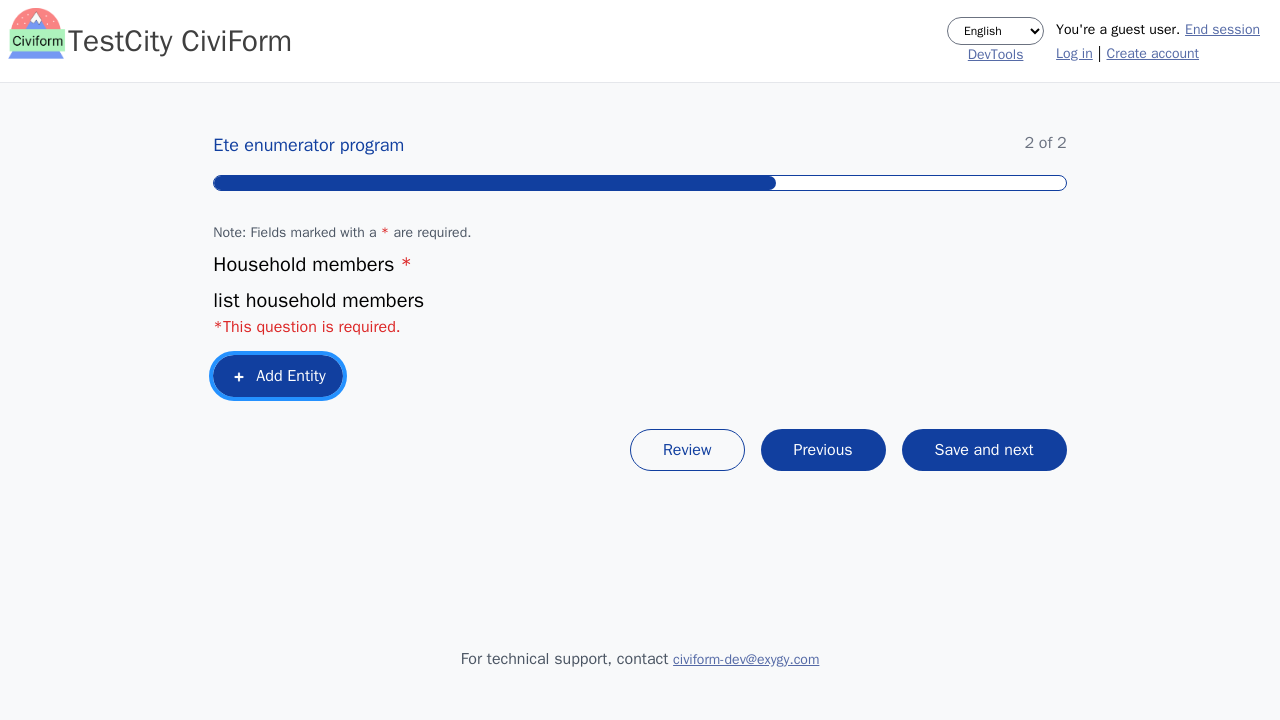 Civiform
TestCity CiviForm
English
DevTools
You're a guest user. End session
Log in | Create account
Ete enumerator program
2 of 2
Note: Fields marked with a * are required.
Household members *
list household members
*This question is required.
+ Add Entity
Review
Previous
Save and next
For technical support, contact civiform-dev@exygy.com